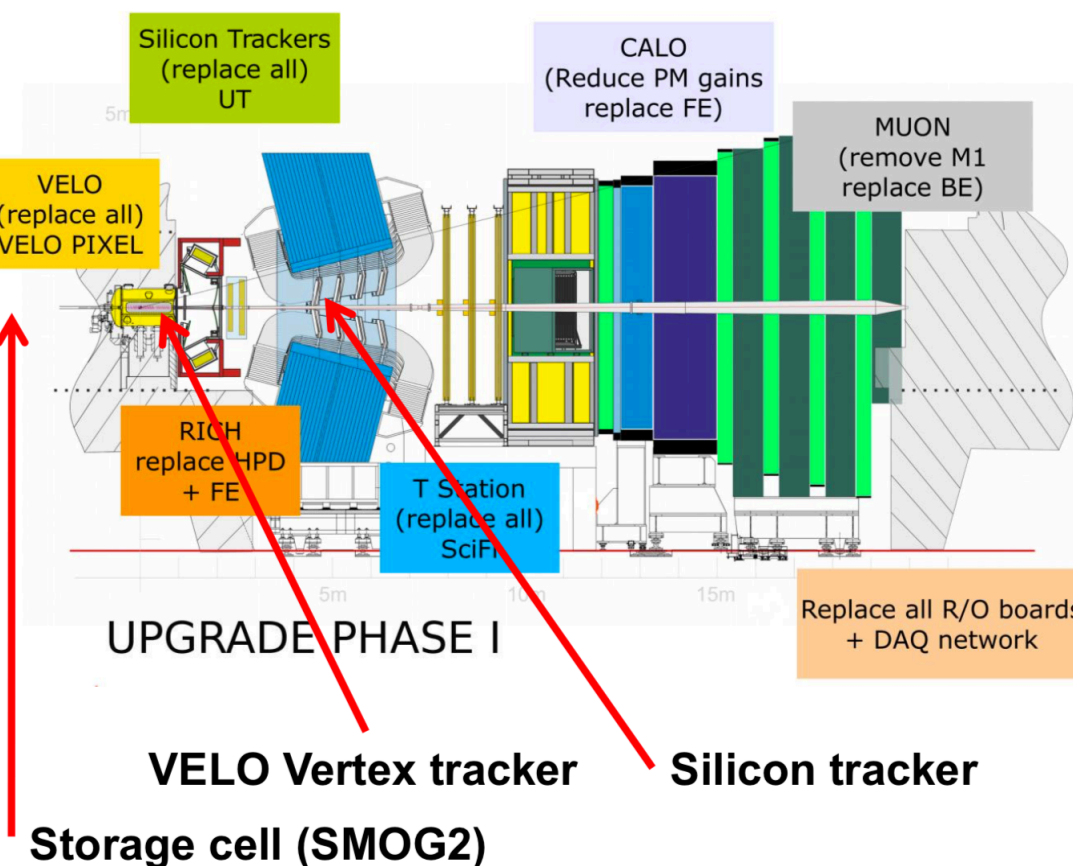 Silicon Trackers
(replace all)
UT
CALO
(Reduce PM gains
replace FE)
MUON
(remove M1
replace BE)
5m
VELO
(replace all)
VELO PIXEL
RICH
replace HPD
+ FE
T Station
(replace all)
SciFi
5m
10m
15m
Replace all R/O boards
+ DAQ network
UPGRADE PHASE I
VELO Vertex tracker
Silicon tracker
Storage cell (SMOG2)